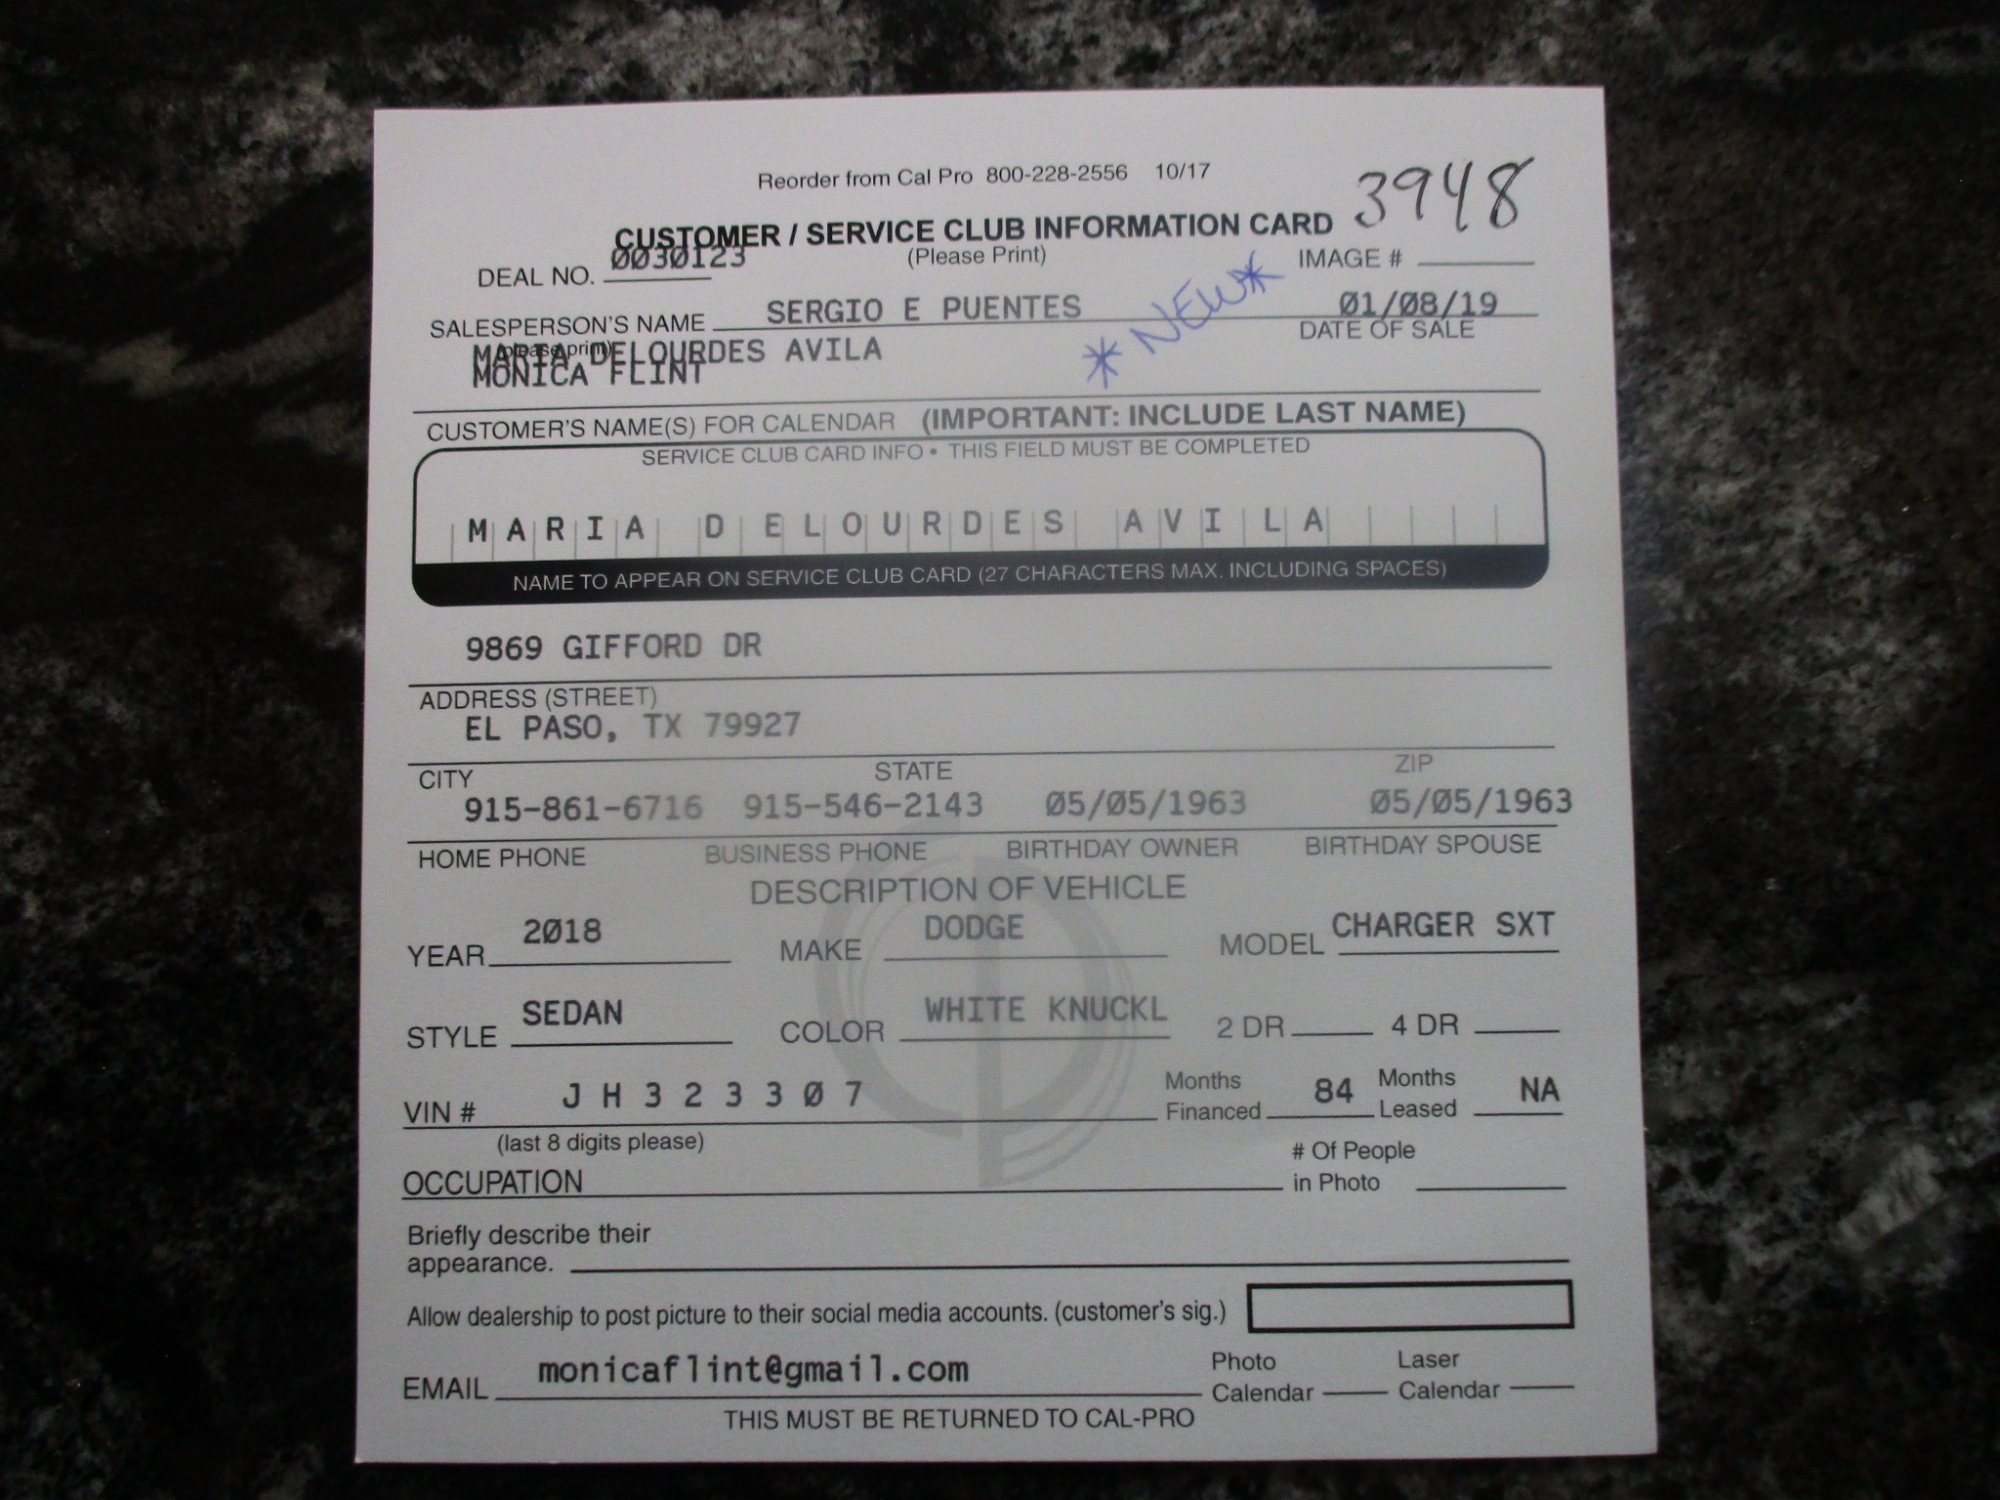 Reorder from Cal Pro 800-228-2556 10/17
3948
CUSTOMER / SERVICE CLUB INFORMATION CARD
DEAL NO. 0030123 (Please Print) IMAGE #
SALESPERSON'S NAME SERGIO E PUENTES *NEW* 01/08/19
(please print) DATE OF SALE
MARIA DELOURDES AVILA
MONICA FLINT
CUSTOMER'S NAME(S) FOR CALENDAR (IMPORTANT: INCLUDE LAST NAME)
SERVICE CLUB CARD INFO • THIS FIELD MUST BE COMPLETED
MARIA DELOURDES AVILA
NAME TO APPEAR ON SERVICE CLUB CARD (27 CHARACTERS MAX. INCLUDING SPACES)
9869 GIFFORD DR
ADDRESS (STREET)
EL PASO, TX 79927
CITY STATE ZIP
915-861-6716 915-546-2143 05/05/1963 05/05/1963
HOME PHONE BUSINESS PHONE BIRTHDAY OWNER BIRTHDAY SPOUSE
DESCRIPTION OF VEHICLE
YEAR 2018 MAKE DODGE MODEL CHARGER SXT
STYLE SEDAN COLOR WHITE KNUCKL 2 DR 4 DR
VIN # JH323307 Months Financed 84 Months Leased NA
(last 8 digits please)
OCCUPATION # Of People in Photo
Briefly describe their
appearance.
Allow dealership to post picture to their social media accounts. (customer's sig.)
EMAIL monicaflint@gmail.com Photo Calendar Laser Calendar
THIS MUST BE RETURNED TO CAL-PRO